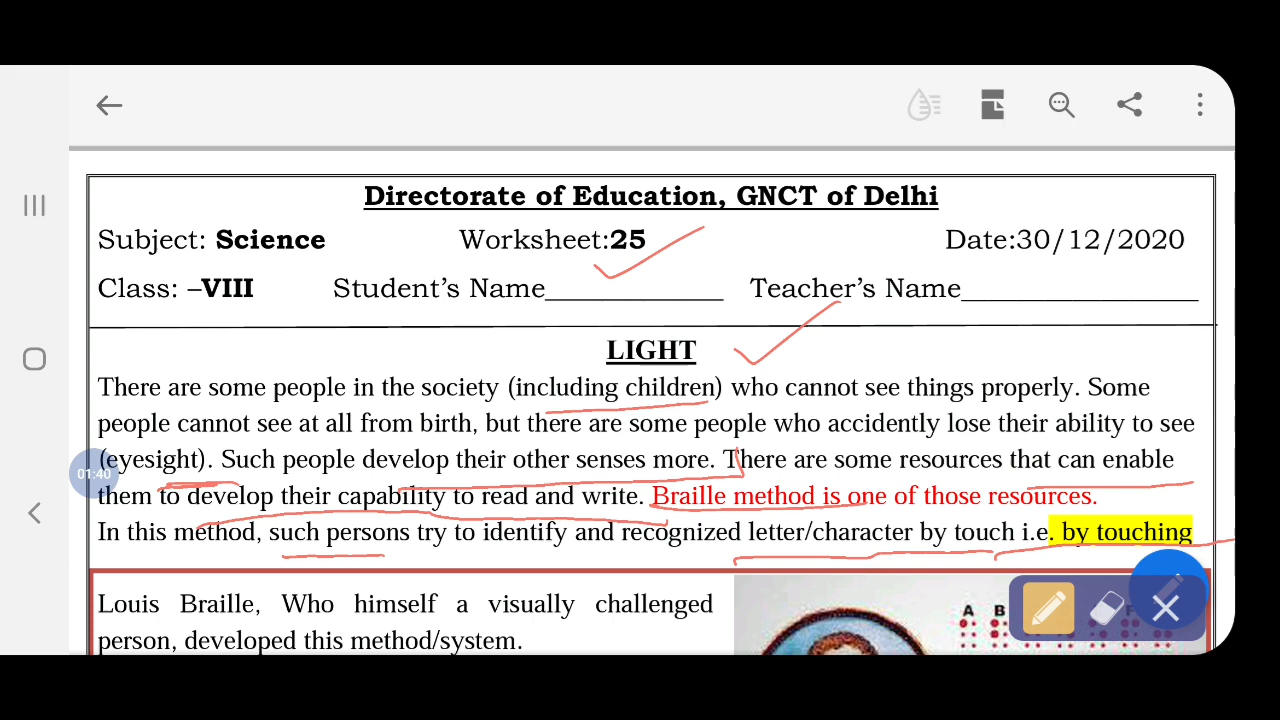 Directorate of Education, GNCT of Delhi
Subject: Science Worksheet:25 Date:30/12/2020
Class: –VIII Student's Name____________ Teacher's Name________________
LIGHT
There are some people in the society (including children) who cannot see things properly. Some
people cannot see at all from birth, but there are some people who accidently lose their ability to see
(eyesight). Such people develop their other senses more. There are some resources that can enable
01:40
them to develop their capability to read and write. Braille method is one of those resources.
In this method, such persons try to identify and recognized letter/character by touch i.e. by touching
Louis Braille, Who himself a visually challenged
person, developed this method/system.
A B